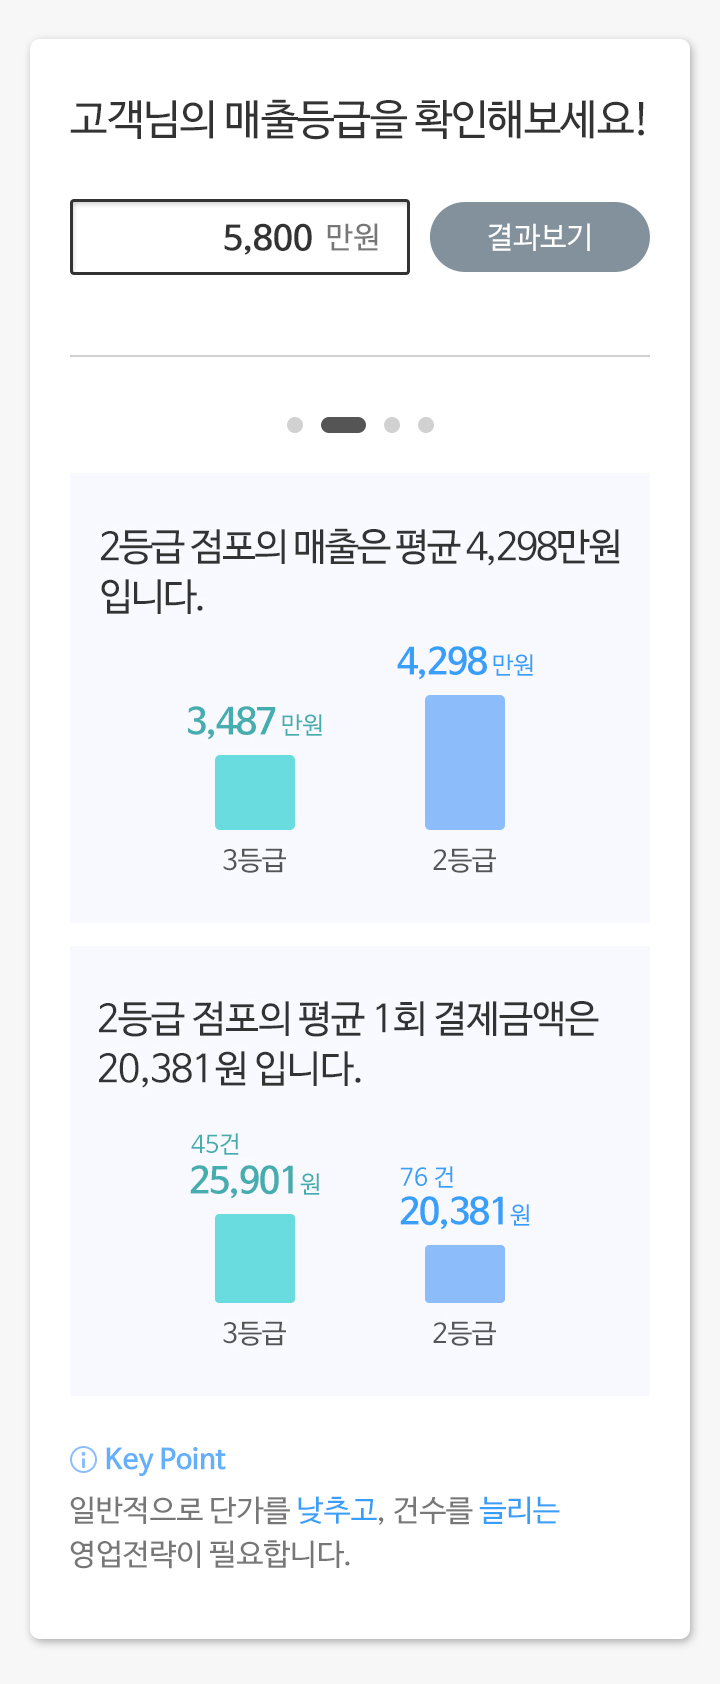 고객님의 매출등급을 확인해보세요!
5,800 만원
결과보기
2등급 점포의 매출은 평균 4,298만원
입니다.
4,298 만원
3,487 만원
3등급
2등급
2등급 점포의 평균 1회 결제금액은
20,381원 입니다.
45건
25,901원
76 건
20,381원
3등급
2등급
Key Point
일반적으로 단가를 낮추고, 건수를 늘리는
영업전략이 필요합니다.